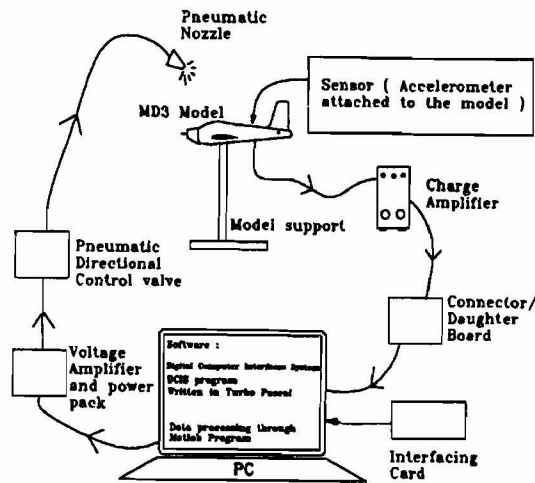 Pneumatic
Nozzle
Sensor ( Accelerometer
attached to the model )
MD3 Model
Charge
Amplifier
Model support
Pneumatic
Directional
Control valve
Connector/
Daughter
Board
Voltage
Amplifier
and power
pack
Software :
Digital Computer Interface System
DCIS program
Written in Turbo Pascal
Data processing through
Matlab Program
Interfacing
Card
PC